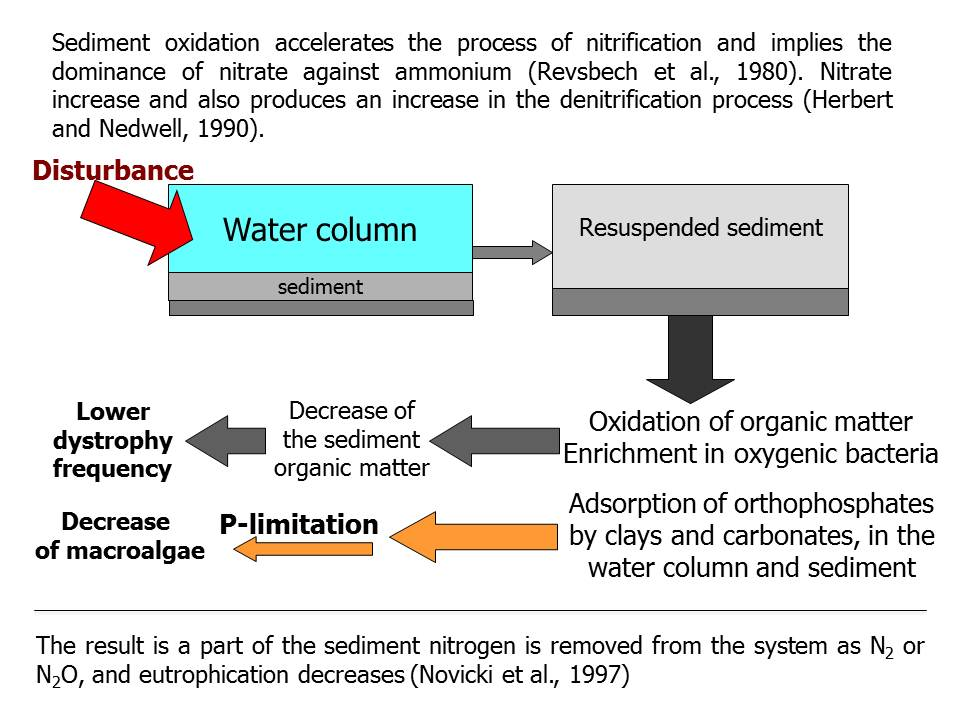 Sediment oxidation accelerates the process of nitrification and implies the
dominance of nitrate against ammonium (Revsbech et al., 1980). Nitrate
increase and also produces an increase in the denitrification process (Herbert
and Nedwell, 1990).
Disturbance
Water column
sediment
Resuspended sediment
Oxidation of organic matter
Enrichment in oxygenic bacteria
Decrease of
the sediment
organic matter
Lower
dystrophy
frequency
Adsorption of orthophosphates
by clays and carbonates, in the
water column and sediment
P-limitation
Decrease
of macroalgae
The result is a part of the sediment nitrogen is removed from the system as N₂ or
N₂O, and eutrophication decreases (Novicki et al., 1997)